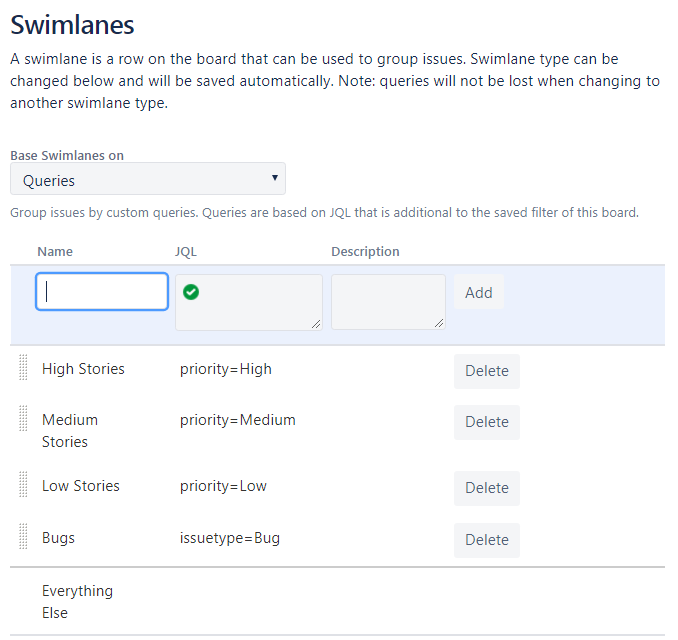 Swimlanes
A swimlane is a row on the board that can be used to group issues. Swimlane type can be
changed below and will be saved automatically. Note: queries will not be lost when changing to
another swimlane type.
Base Swimlanes on
Queries
Group issues by custom queries. Queries are based on JQL that is additional to the saved filter of this board.
Name JQL Description
Add
High Stories priority=High Delete
Medium
Stories priority=Medium Delete
Low Stories priority=Low Delete
Bugs issuetype=Bug Delete
Everything
Else